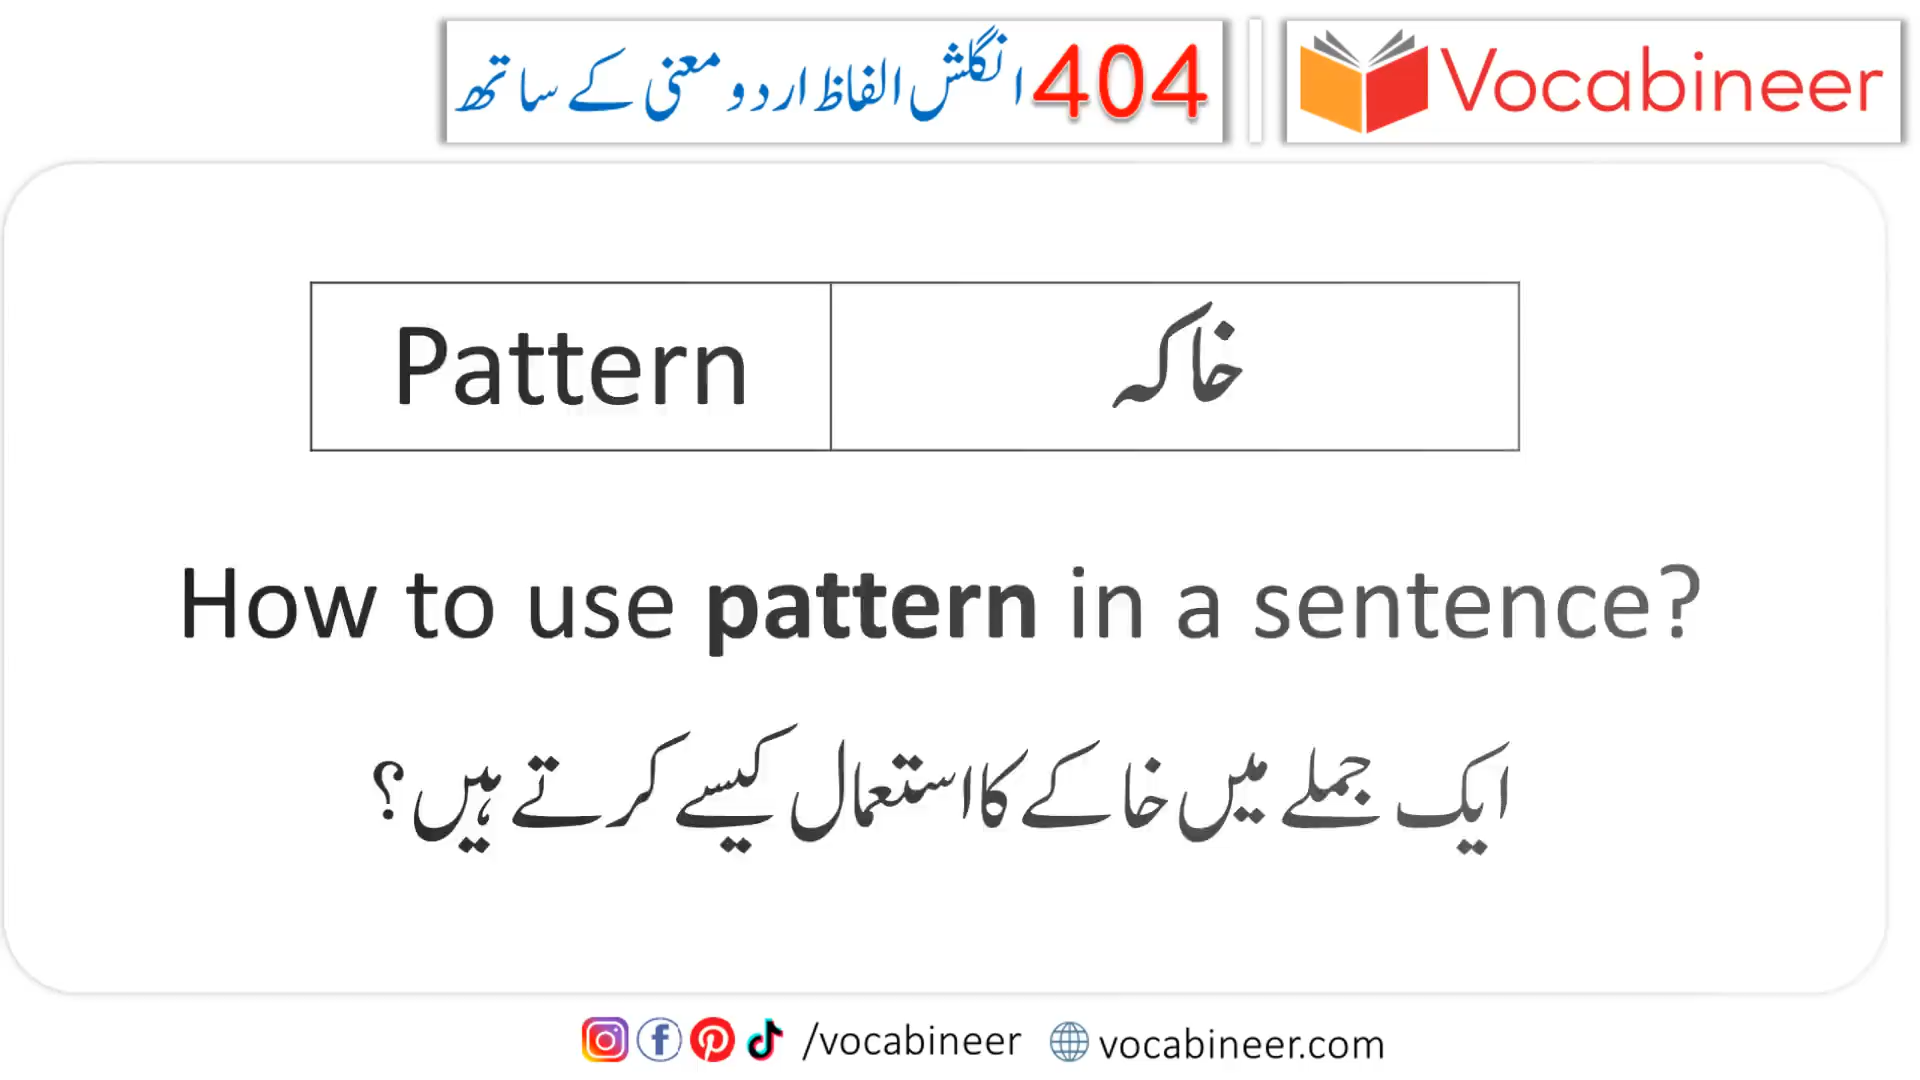 404 انگلش الفاظ اردو معنی کے ساتھ
Vocabineer
Pattern
خاکہ
How to use pattern in a sentence?
ایک جملے میں خاکے کا استعمال کیسے کرتے ہیں؟
/vocabineer
vocabineer.com